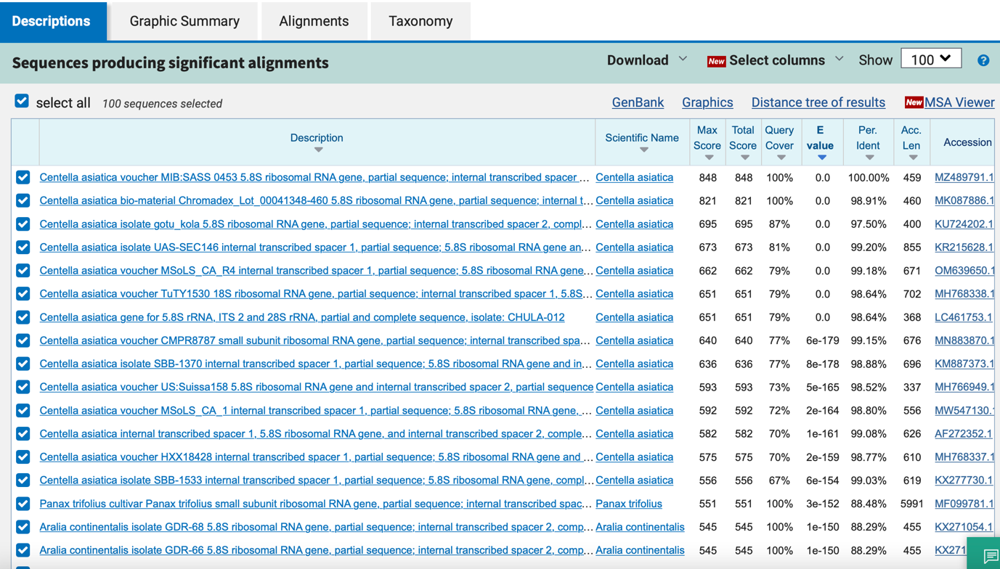 Descriptions Graphic Summary Alignments Taxonomy
Sequences producing significant alignments Download New Select columns Show 100 ?
select all 100 sequences selected GenBank Graphics Distance tree of results New MSA Viewer
Description Scientific Name Max Score Total Score Query Cover E value Per. Ident Acc. Len Accession
Centella asiatica voucher MIB:SASS 0453 5.8S ribosomal RNA gene, partial sequence; internal transcribed spacer ... Centella asiatica 848 848 100% 0.0 100.00% 459 MZ489791.1
Centella asiatica bio-material Chromadex_Lot_00041348-460 5.8S ribosomal RNA gene, partial sequence; internal t... Centella asiatica 821 821 100% 0.0 98.91% 460 MK087886.1
Centella asiatica isolate gotu_kola 5.8S ribosomal RNA gene, partial sequence; internal transcribed spacer 2, compl... Centella asiatica 695 695 87% 0.0 97.50% 400 KU724202.1
Centella asiatica isolate UAS-SEC146 internal transcribed spacer 1, partial sequence; 5.8S ribosomal RNA gene an... Centella asiatica 673 673 81% 0.0 99.20% 855 KR215628.1
Centella asiatica voucher MSoLS_CA_R4 internal transcribed spacer 1, partial sequence; 5.8S ribosomal RNA gene... Centella asiatica 662 662 79% 0.0 99.18% 671 OM639650.1
Centella asiatica voucher TuTY1530 18S ribosomal RNA gene, partial sequence; internal transcribed spacer 1, 5.8S... Centella asiatica 651 651 79% 0.0 98.64% 702 MH768338.1
Centella asiatica gene for 5.8S rRNA, ITS 2 and 28S rRNA, partial and complete sequence, isolate: CHULA-012 Centella asiatica 651 651 79% 0.0 98.64% 368 LC461753.1
Centella asiatica voucher CMPR8787 small subunit ribosomal RNA gene, partial sequence; internal transcribed spa... Centella asiatica 640 640 77% 6e-179 99.15% 676 MN883870.1
Centella asiatica isolate SBB-1370 internal transcribed spacer 1, partial sequence; 5.8S ribosomal RNA gene and in... Centella asiatica 636 636 77% 8e-178 98.88% 696 KM887373.1
Centella asiatica voucher US:Suissa158 5.8S ribosomal RNA gene and internal transcribed spacer 2, partial sequence Centella asiatica 593 593 73% 5e-165 98.52% 337 MH766949.1
Centella asiatica voucher MSoLS_CA_1 internal transcribed spacer 1, partial sequence; 5.8S ribosomal RNA gene, ... Centella asiatica 592 592 72% 2e-164 98.80% 556 MW547130.
Centella asiatica internal transcribed spacer 1, 5.8S ribosomal RNA gene, and internal transcribed spacer 2, comple... Centella asiatica 582 582 70% 1e-161 99.08% 626 AF272352.1
Centella asiatica voucher HXX18428 internal transcribed spacer 1, partial sequence; 5.8S ribosomal RNA gene and ... Centella asiatica 575 575 70% 2e-159 98.77% 610 MH768337.1
Centella asiatica isolate SBB-1533 internal transcribed spacer 1, partial sequence; 5.8S ribosomal RNA gene, compl... Centella asiatica 556 556 67% 6e-154 99.03% 619 KX277730.1
Panax trifolius cultivar Panax trifolius small subunit ribosomal RNA gene, partial sequence; internal transcribed spac... Panax trifolius 551 551 100% 3e-152 88.48% 5991 MF099781.1
Aralia continentalis isolate GDR-68 5.8S ribosomal RNA gene, partial sequence; internal transcribed spacer 2, comp... Aralia continentalis 545 545 100% 1e-150 88.29% 455 KX271054.1
Aralia continentalis isolate GDR-66 5.8S ribosomal RNA gene, partial sequence; internal transcribed spacer 2, comp... Aralia continentalis 545 545 100% 1e-150 88.29% 455 KX271